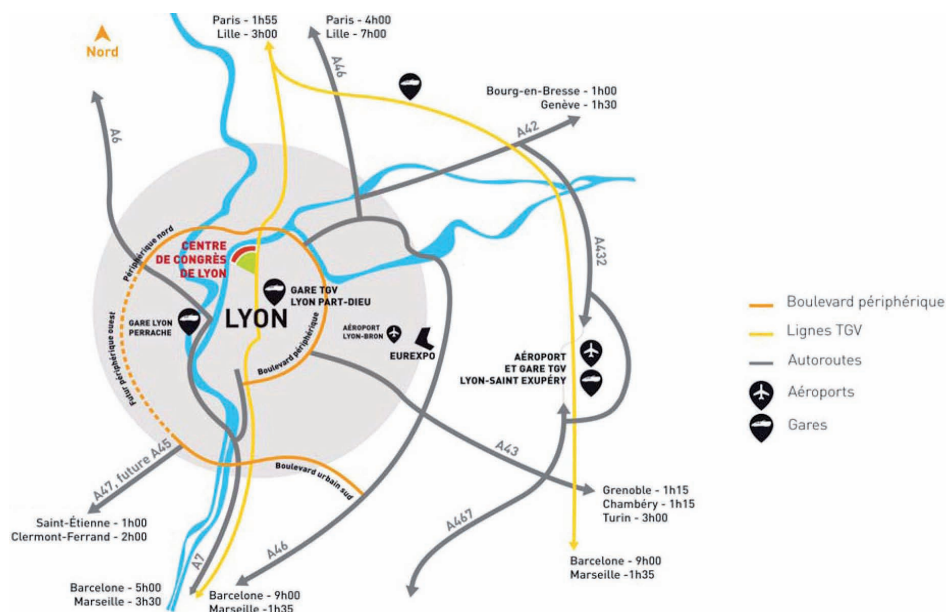 Paris - 1h55
Lille - 3h00
Paris - 4h00
Lille - 7h00
Nord
A46
Bourg-en-Bresse - 1h00
Genève - 1h30
A42
A6
Périphérique nord
CENTRE
DE CONGRÈS
DE LYON
A432
GARE TGV
LYON PART-DIEU
GARE LYON
PERRACHE
LYON
AÉROPORT
LYON-BRON
EUREXPO
Boulevard périphérique
Futur périphérique ouest
AÉROPORT
ET GARE TGV
LYON-SAINT EXUPÉRY
Boulevard périphérique
Lignes TGV
Autoroutes
Aéroports
Gares
A47, future A45
Boulevard urbain sud
A43
A467
Saint-Étienne - 1h00
Clermont-Ferrand - 2h00
Grenoble - 1h15
Chambéry - 1h15
Turin - 3h00
A7
A46
Barcelone - 5h00
Marseille - 3h30
Barcelone - 9h00
Marseille -1h35
Barcelone - 9h00
Marseille -1h35